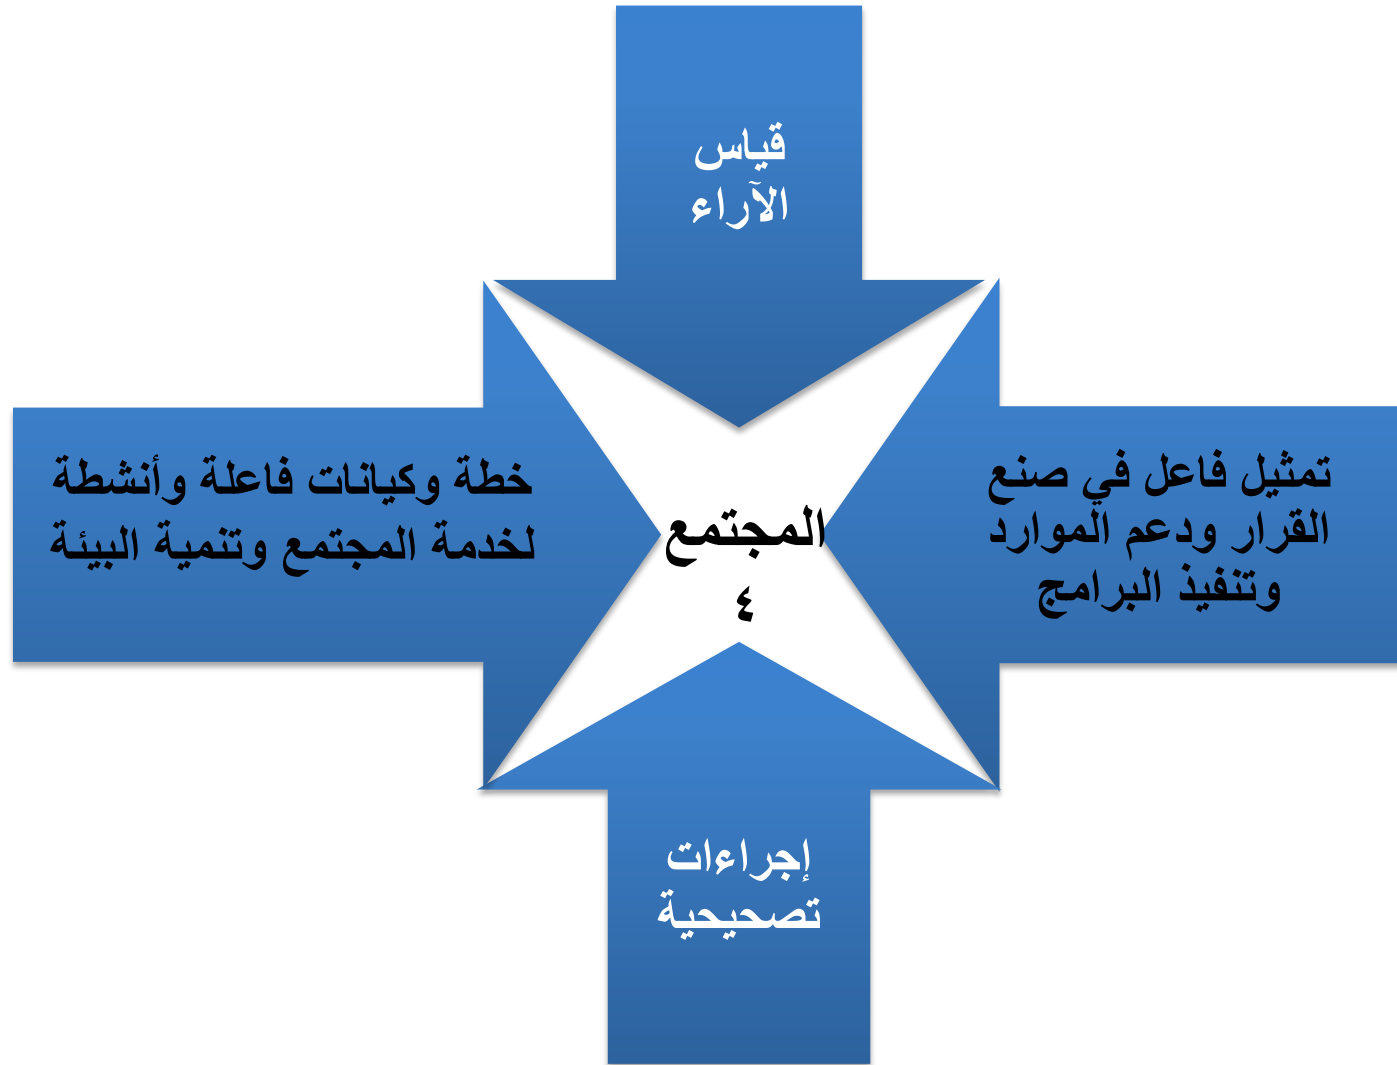 قياس
الآراء
تمثيل فاعل في صنع
القرار ودعم الموارد
وتنفيذ البرامج
المجتمع
٤
خطة وكيانات فاعلة وأنشطة
لخدمة المجتمع وتنمية البيئة
إجراءات
تصحيحية